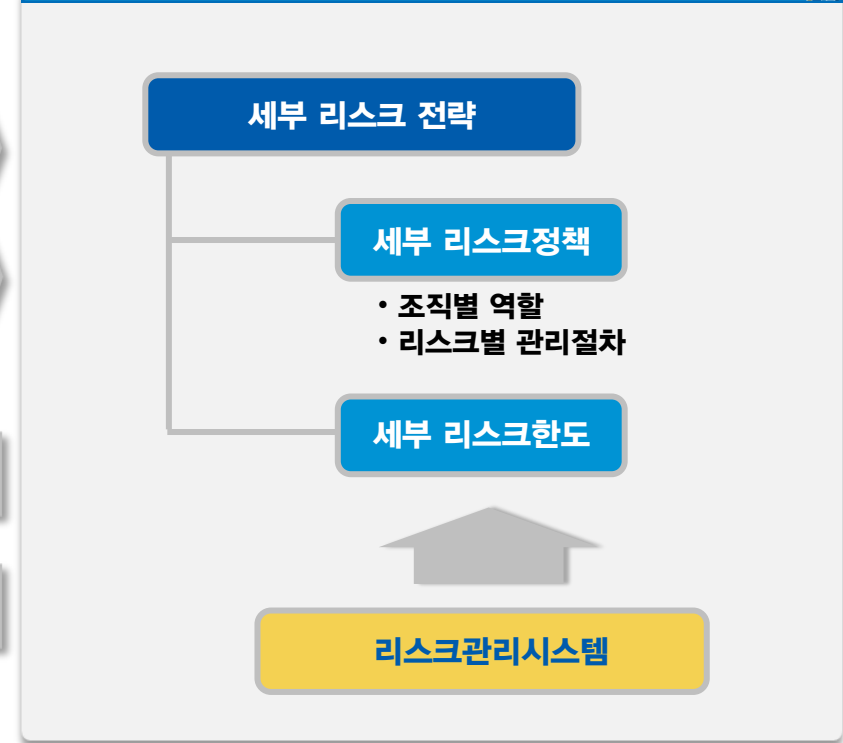 세부 리스크 전략
세부 리스크정책
• 조직별 역할
• 리스크별 관리절차
세부 리스크한도
리스크관리시스템